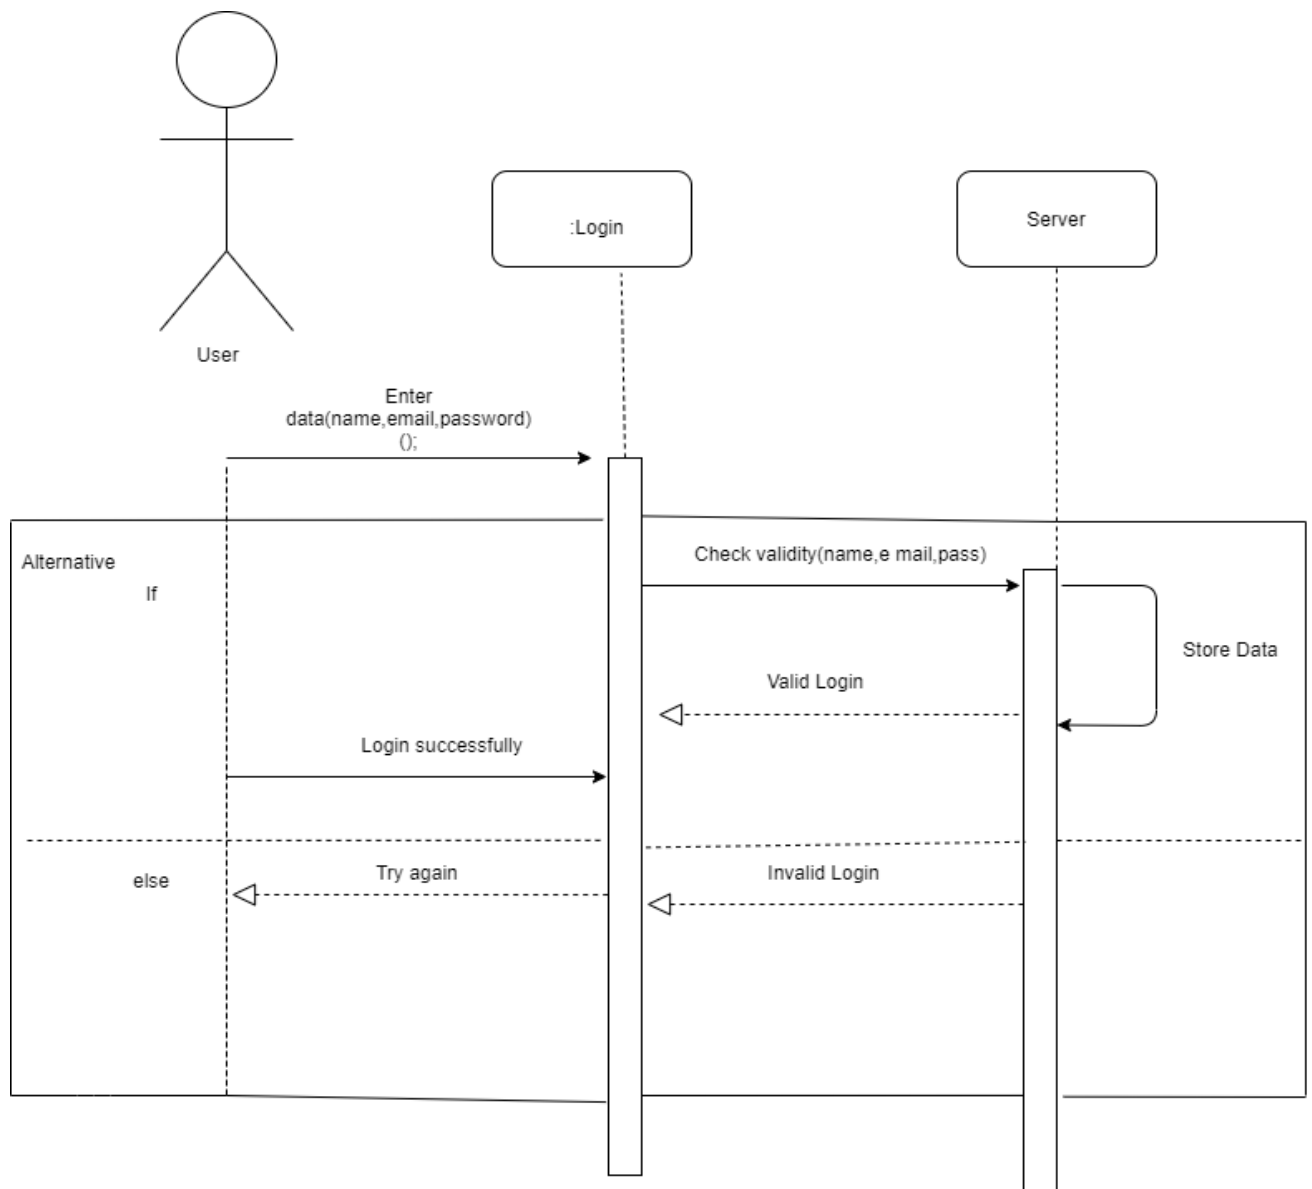 :Login
Server
User
Enter
data(name,email,password)
();
Alternative
If
Check validity(name,e mail,pass)
Store Data
Valid Login
Login successfully
else
Try again
Invalid Login